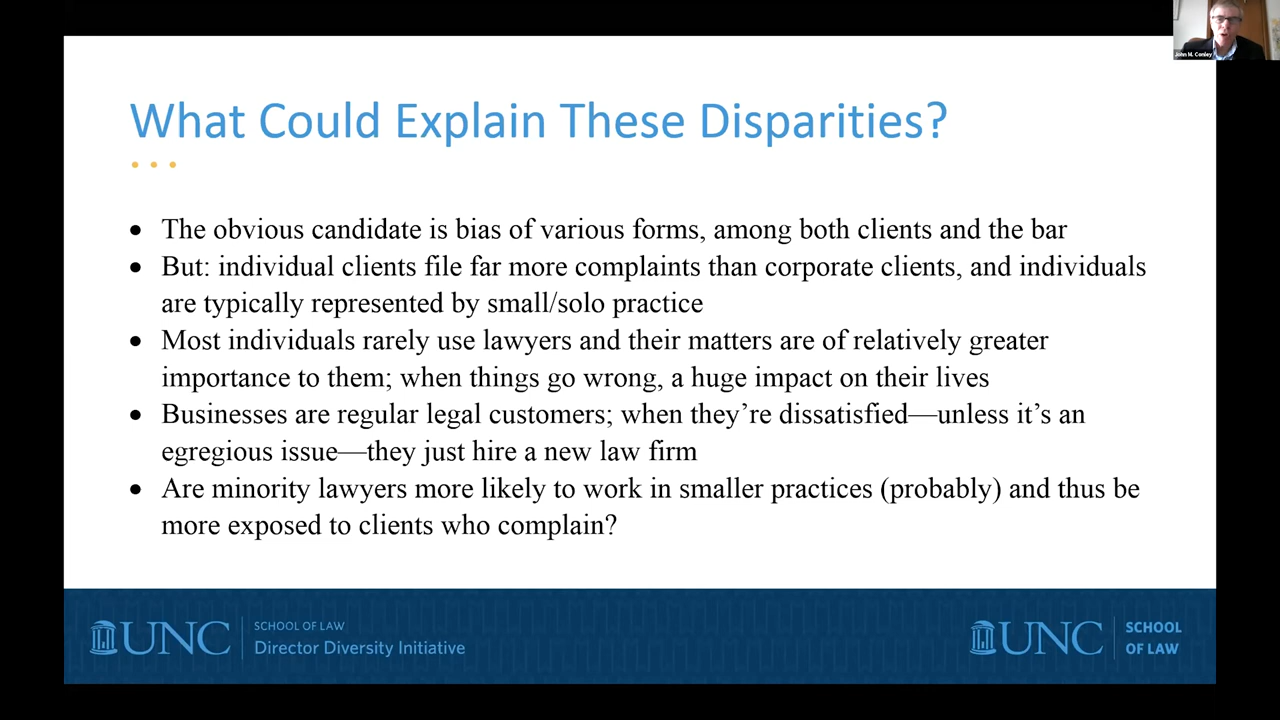 John M. Conley
What Could Explain These Disparities?
• The obvious candidate is bias of various forms, among both clients and the bar
• But: individual clients file far more complaints than corporate clients, and individuals
are typically represented by small/solo practice
• Most individuals rarely use lawyers and their matters are of relatively greater
importance to them; when things go wrong, a huge impact on their lives
• Businesses are regular legal customers; when they’re dissatisfied—unless it’s an
egregious issue—they just hire a new law firm
• Are minority lawyers more likely to work in smaller practices (probably) and thus be
more exposed to clients who complain?
UNC
SCHOOL OF LAW
Director Diversity Initiative
UNC
SCHOOL
OF LAW